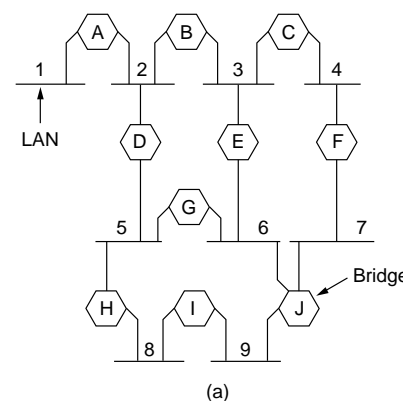 A B C
1 2 3 4
LAN
D E F
G
5 6 7
Bridge
H I J
8 9
(a)